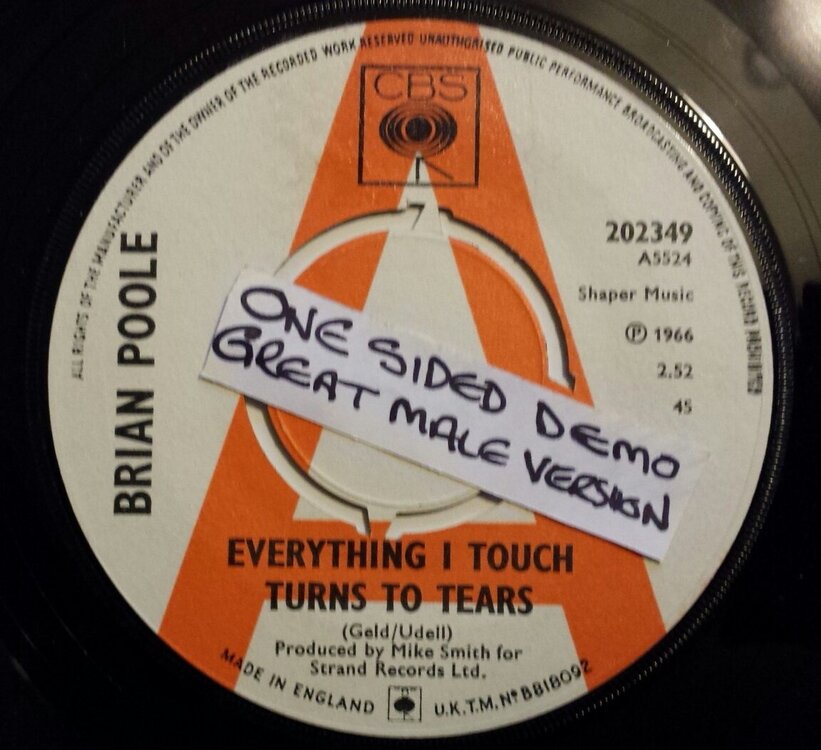 ALL RIGHTS OF THE MANUFACTURER AND OF THE OWNER OF THE RECORDED WORK RESERVED UNAUTHORISED PUBLIC PERFORMANCE BROADCASTING AND COPYING OF THIS RECORD PROHIBITED
CBS
7
BRIAN POOLE
202349
A5524
Shaper Music
Ⓟ 1966
2.52
45
ONE SIDED DEMO
GREAT MALE VERSION
EVERYTHING I TOUCH
TURNS TO TEARS
(Geld/Udell)
Produced by Mike Smith for
Strand Records Ltd.
MADE IN ENGLAND U.K.T.M. Nº B818092